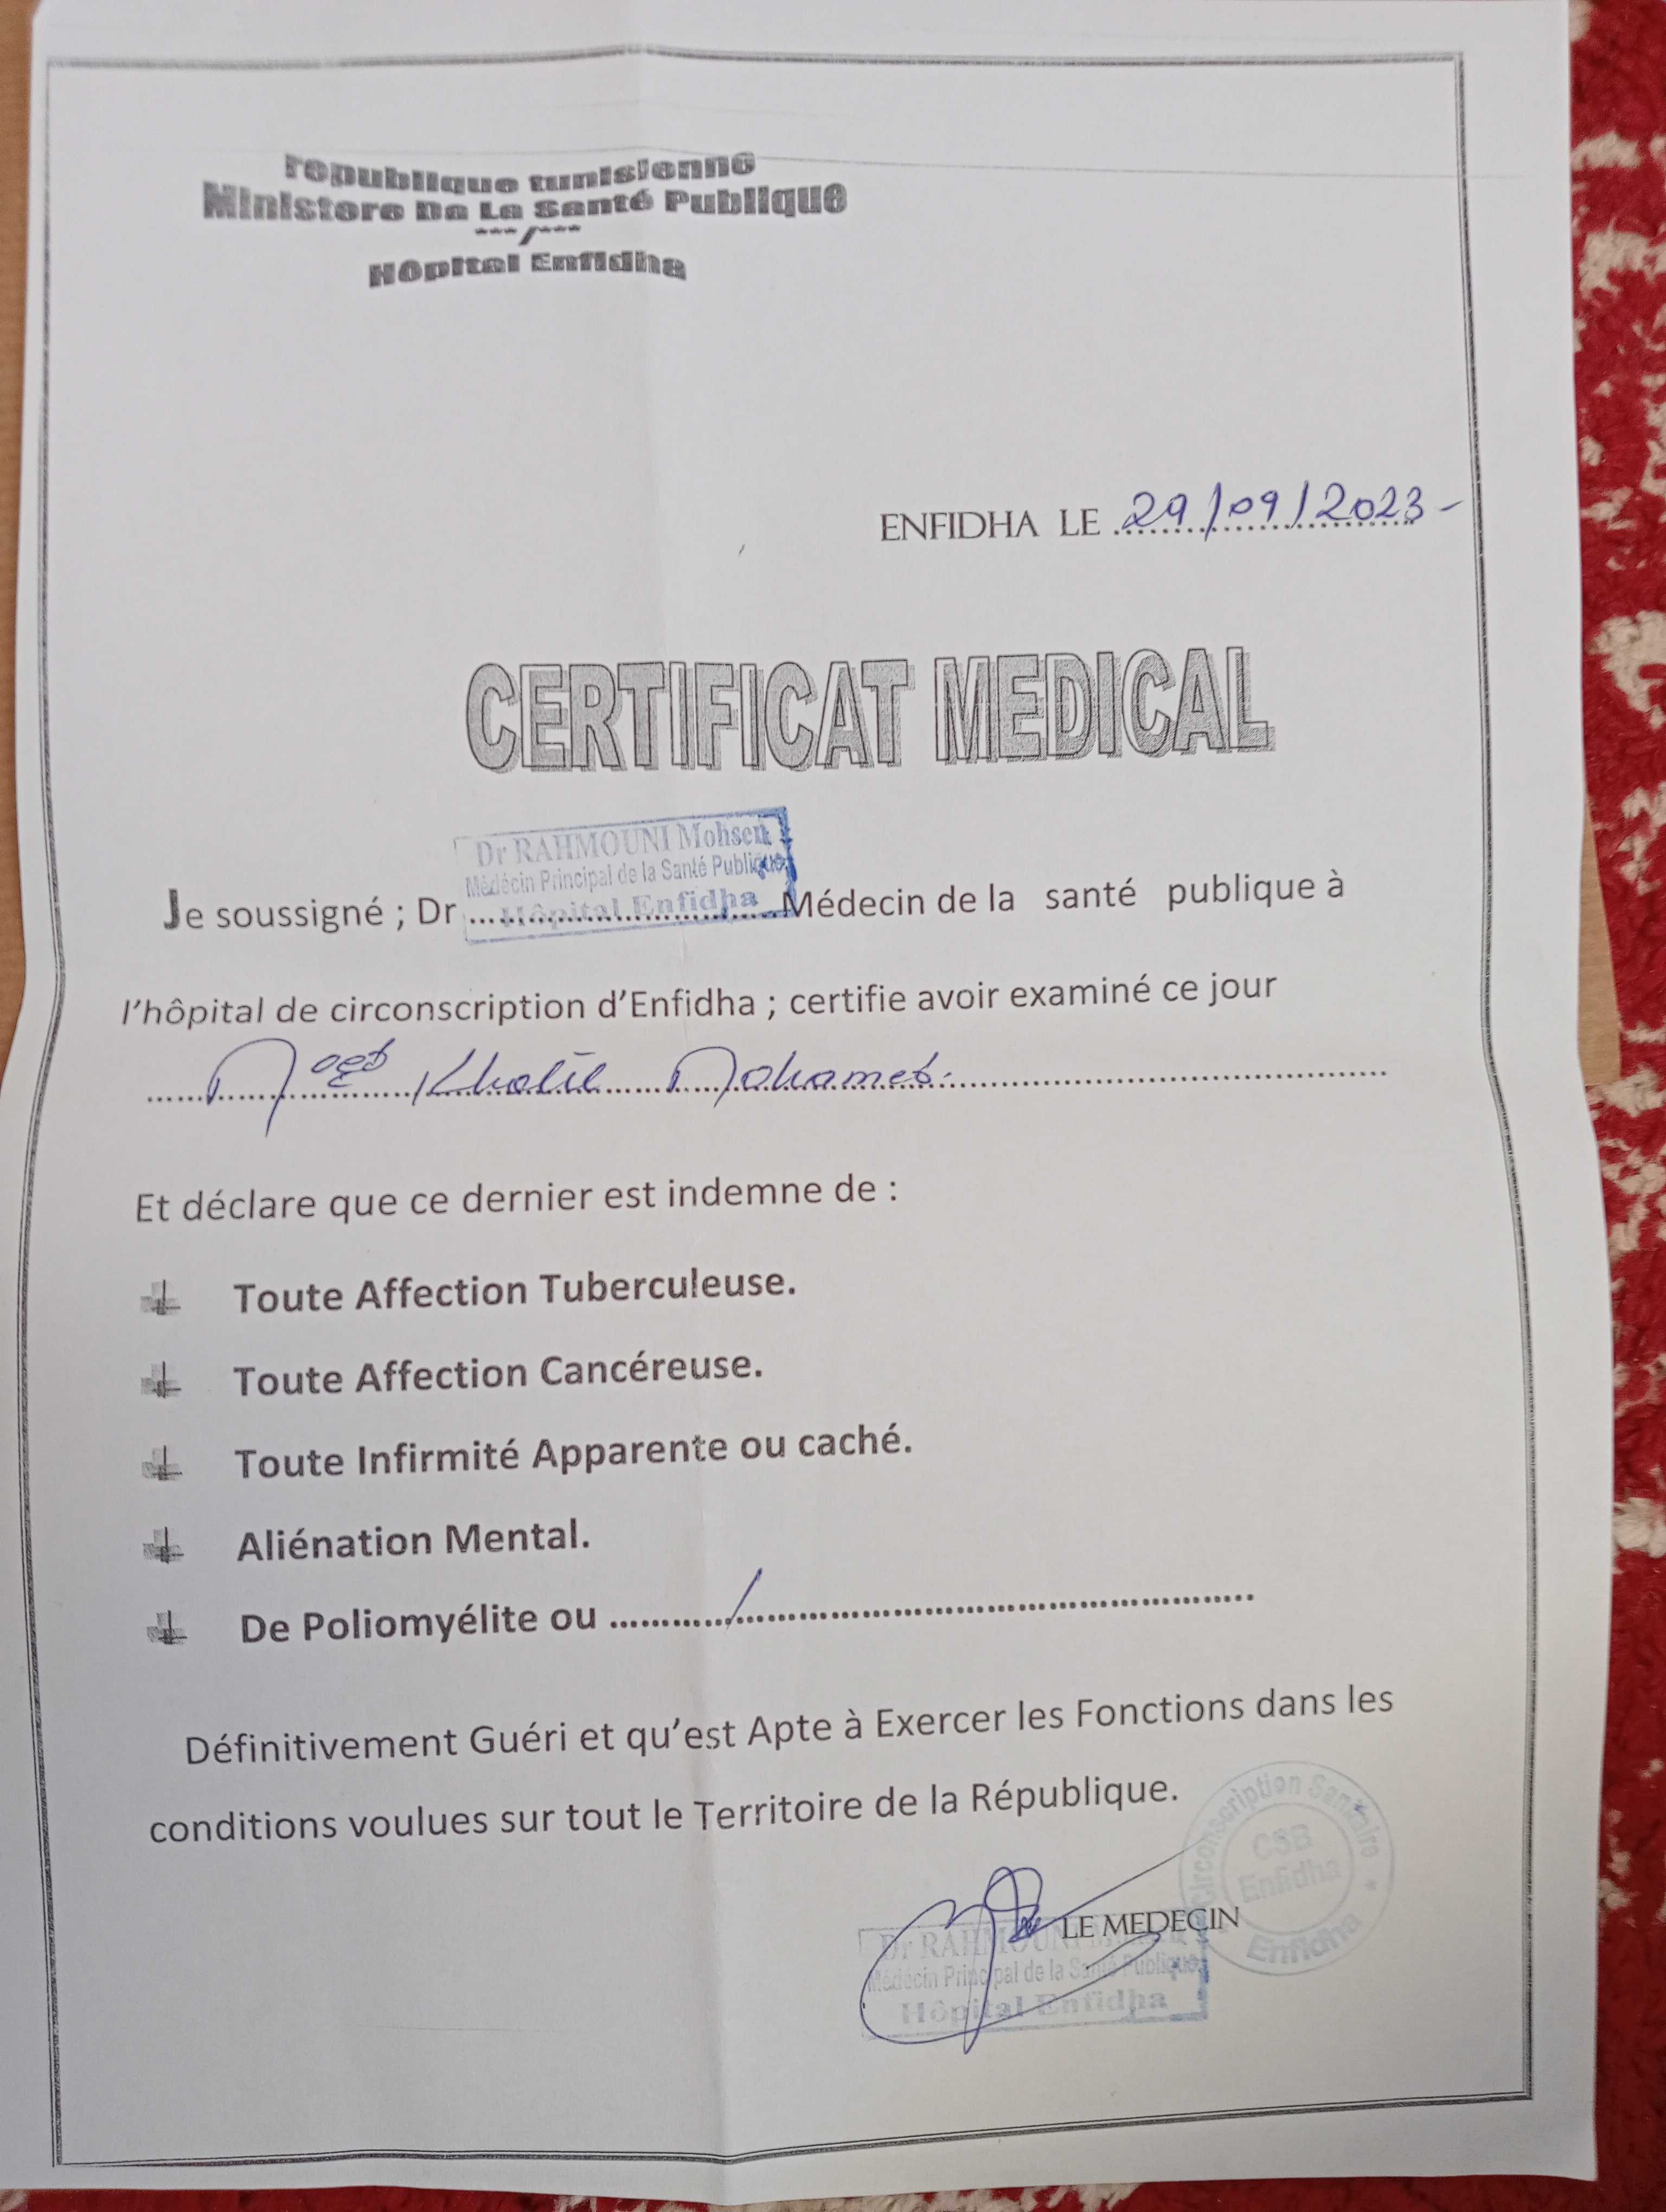 republique tunisienne
Ministere De La Santé Publique
---/---
Hôpital Enfidha
ENFIDHA LE 29/09/2023-
CERTIFICAT MEDICAL
Dr RAHMOUNI Mohsen
Médécin Principal de la Santé Publique
Hôpital Enfidha
Je soussigné ; Dr ........................ Médecin de la santé publique à
l'hôpital de circonscription d'Enfidha ; certifie avoir examiné ce jour
Khalil Mohamed.
Et déclare que ce dernier est indemne de :
Toute Affection Tuberculeuse.
Toute Affection Cancéreuse.
Toute Infirmité Apparente ou caché.
Aliénation Mental.
De Poliomyélite ou ............/............................................
Définitivement Guéri et qu'est Apte à Exercer les Fonctions dans les
conditions voulues sur tout le Territoire de la République.
Circonscription Sanitaire
CSB
Enfidha
* Enfidha
LE MEDECIN
Dr RAHMOUNI
Médécin Principal de la Santé Publique
Hôpital Enfidha